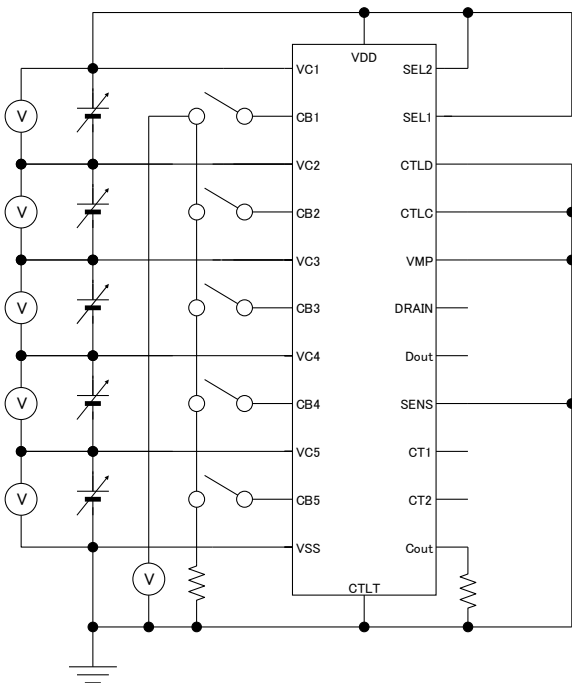 VDD
VC1 SEL2
V
CB1 SEL1
VC2 CTLD
V
CB2 CTLC
VC3 VMP
V
CB3 DRAIN
VC4 Dout
V
CB4 SENS
VC5 CT1
V
CB5 CT2
VSS Cout
V
CTLT